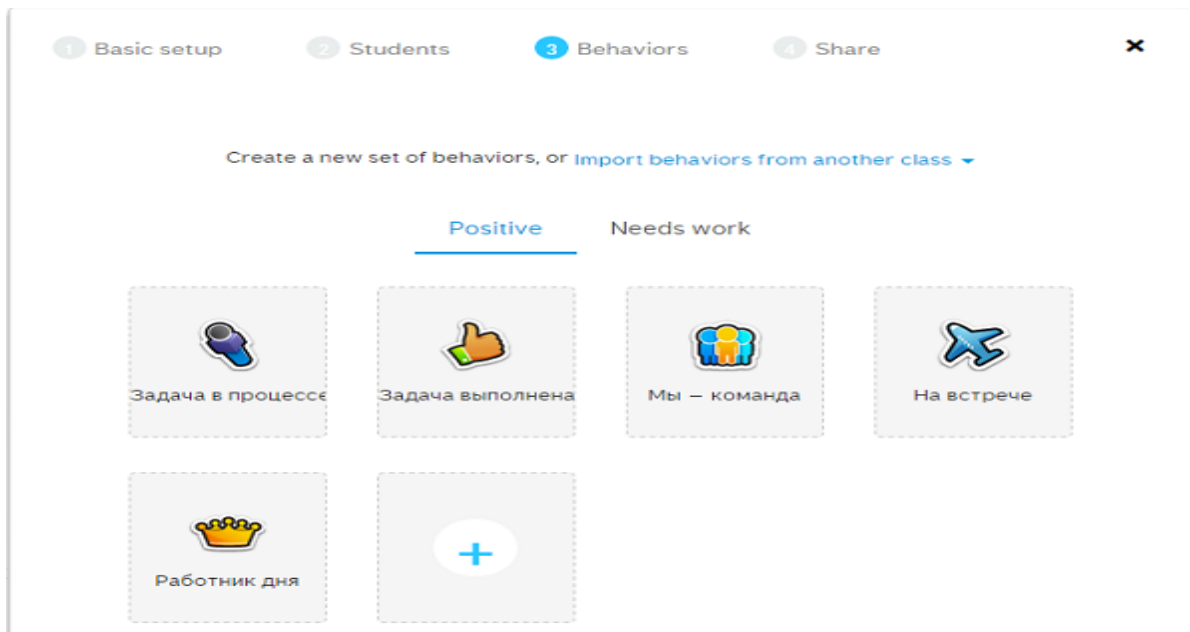 1 Basic setup 2 Students 3 Behaviors 4 Share
Create a new set of behaviors, or Import behaviors from another class
Positive Needs work
Задача в процессе Задача выполнена Мы – команда На встрече
Работник дня